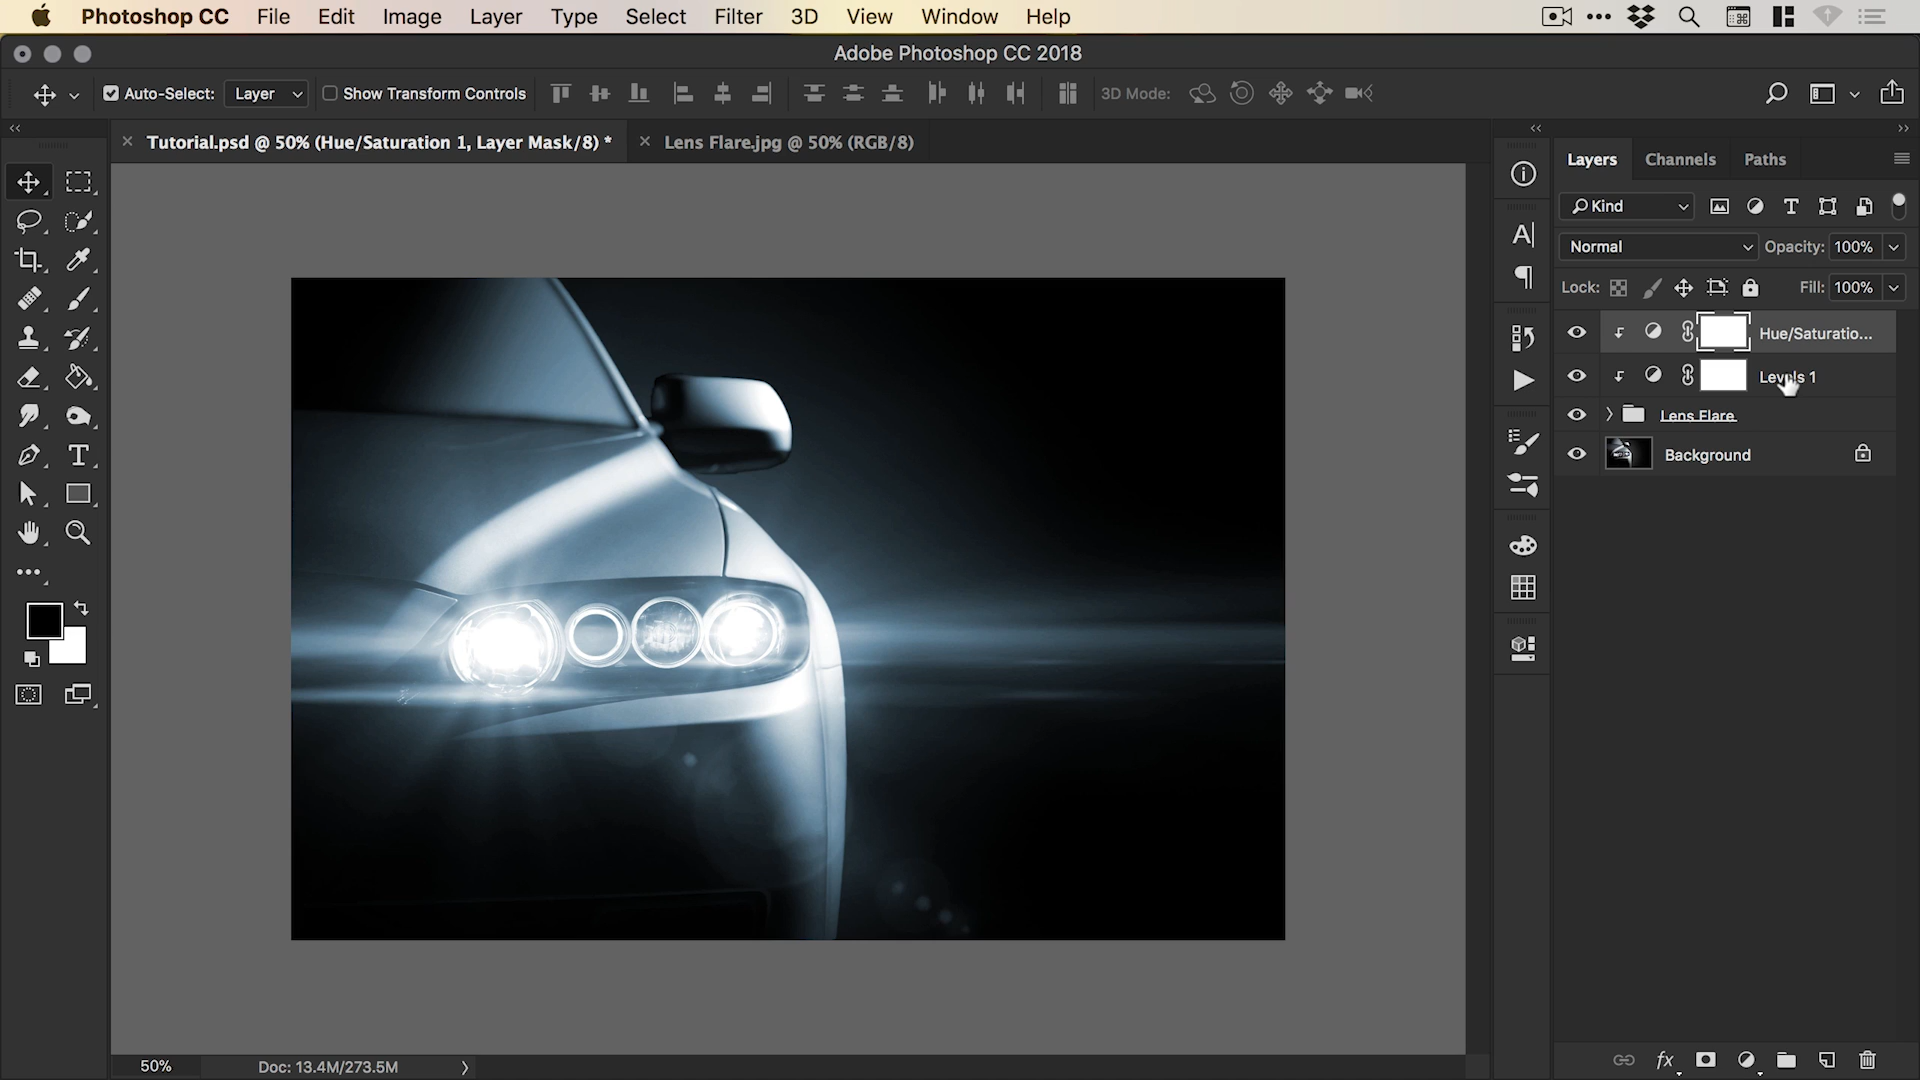 Photoshop CC File Edit Image Layer Type Select Filter 3D View Window Help
Adobe Photoshop CC 2018
Auto-Select: Layer Show Transform Controls 3D Mode:
Tutorial.psd @ 50% (Hue/Saturation 1, Layer Mask/8) * Lens Flare.jpg @ 50% (RGB/8)
Layers Channels Paths
Kind
Normal Opacity: 100%
Lock: Fill: 100%
Hue/Saturatio...
Levels 1
Lens Flare
Background
50% Doc: 13.4M/273.5M